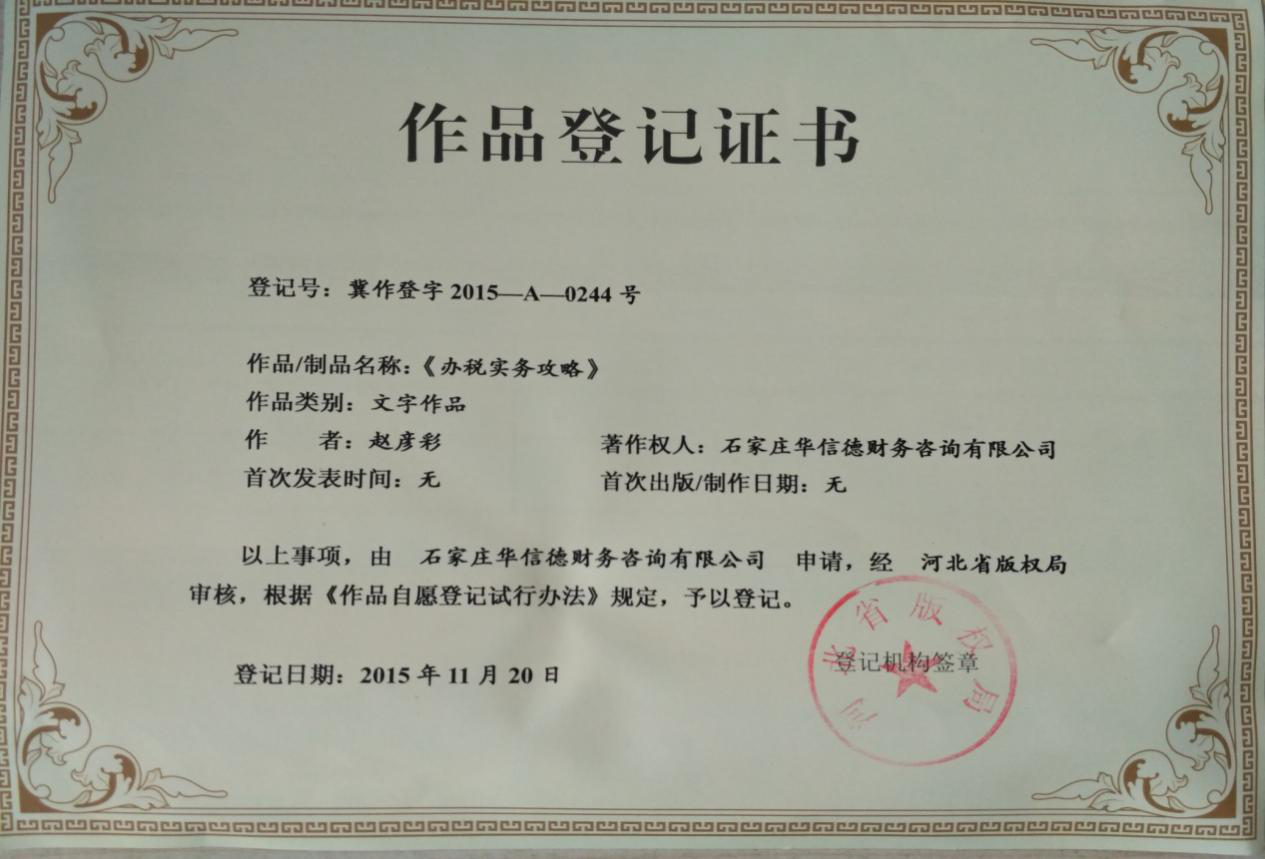 作品登记证书
登记号：冀作登字 2015—A—0244 号
作品/制品名称：《办税实务攻略》
作品类别：文字作品
作　　者：赵彦彩　　著作权人：石家庄华信德财务咨询有限公司
首次发表时间：无　　首次出版/制作日期：无
以上事项，由　石家庄华信德财务咨询有限公司　申请，经　河北省版权局
审核，根据《作品自愿登记试行办法》规定，予以登记。
河北省版权局
登记机构签章
登记日期：2015 年 11 月 20 日